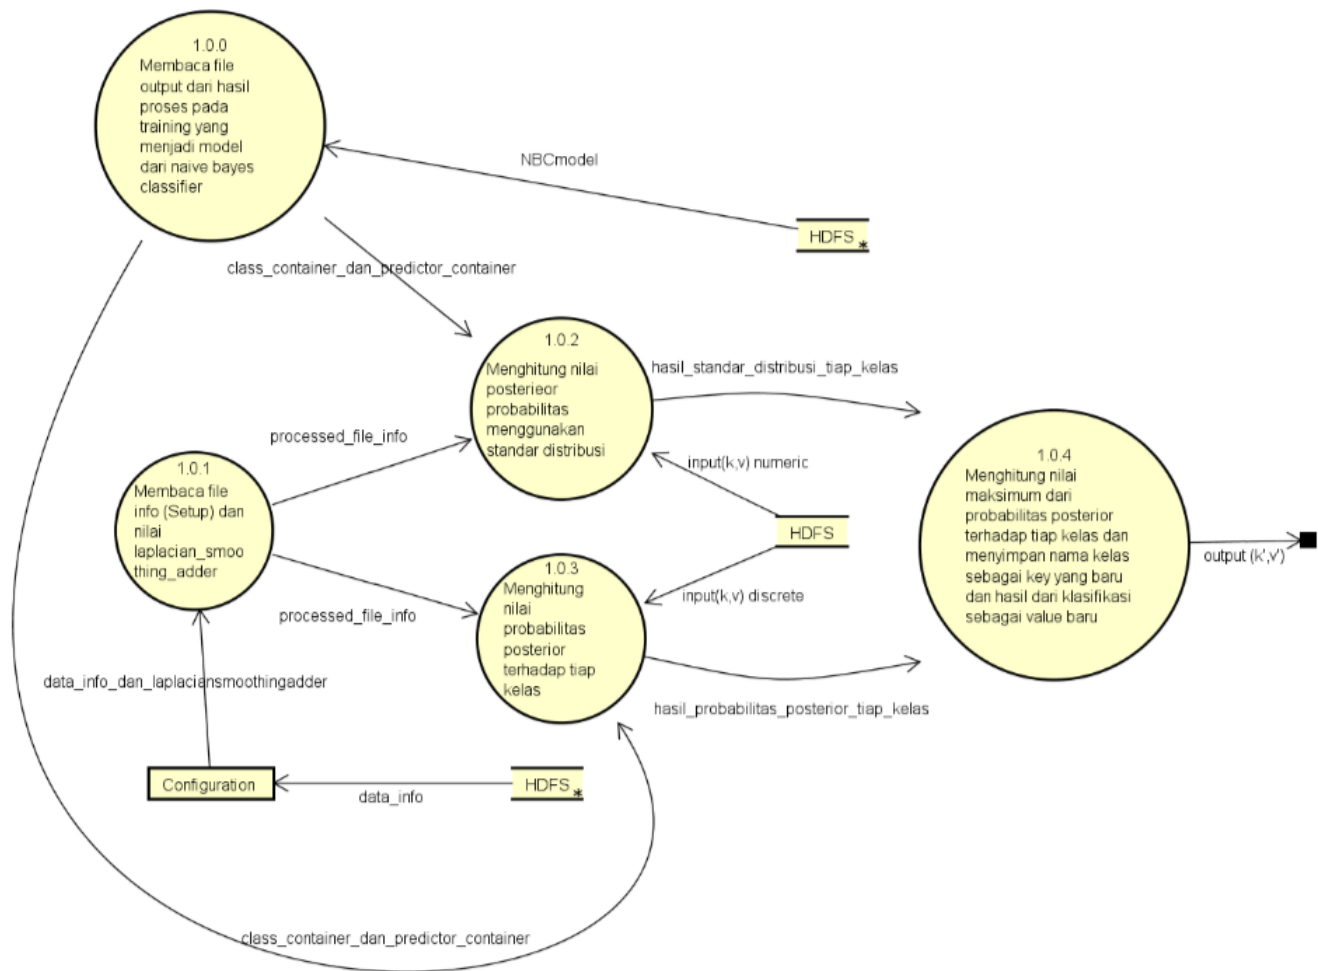 1.0.0
Membaca file
output dari hasil
proses pada
training yang
menjadi model
dari naive bayes
classifier
NBCmodel
HDFS *
class_container_dan_predictor_container
1.0.2
Menghitung nilai
posterieor
probabilitas
menggunakan
standar distribusi
hasil_standar_distribusi_tiap_kelas
processed_file_info
input(k,v) numeric
1.0.1
Membaca file
info (Setup) dan
nilai
laplacian_smoo
thing_adder
HDFS
1.0.4
Menghitung nilai
maksimum dari
probabilitas posterior
terhadap tiap kelas dan
menyimpan nama kelas
sebagai key yang baru
dan hasil dari klasifikasi
sebagai value baru
output (k',v')
1.0.3
Menghitung
nilai
probabilitas
posterior
terhadap tiap
kelas
input(k,v) discrete
processed_file_info
data_info_dan_laplaciansmoothingadder
hasil_probabilitas_posterior_tiap_kelas
Configuration
data_info
HDFS *
class_container_dan_predictor_container